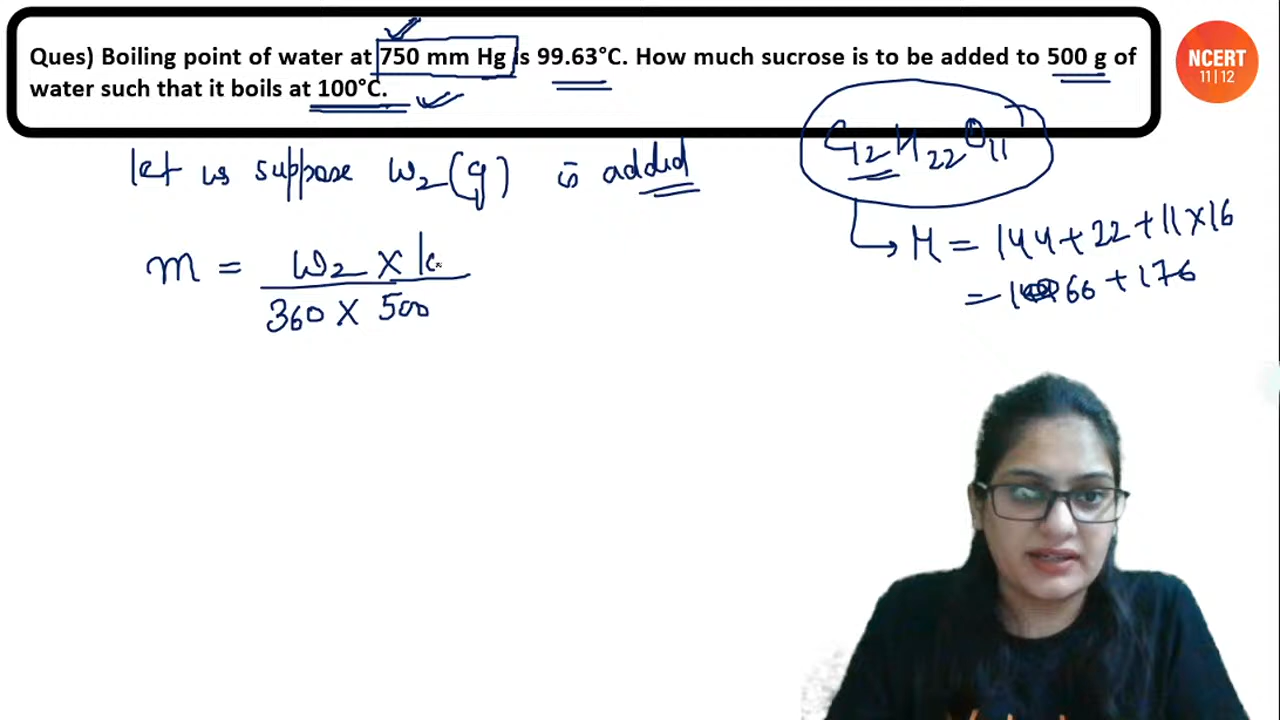 Ques) Boiling point of water at 750 mm Hg is 99.63°C. How much sucrose is to be added to 500 g of
water such that it boils at 100°C.
NCERT
11|12
let us suppose w₂(g) is added
C₁₂H₂₂O₁₁
M = 144+22+11×16
= 166+176
m = w₂ ×
360 × 500